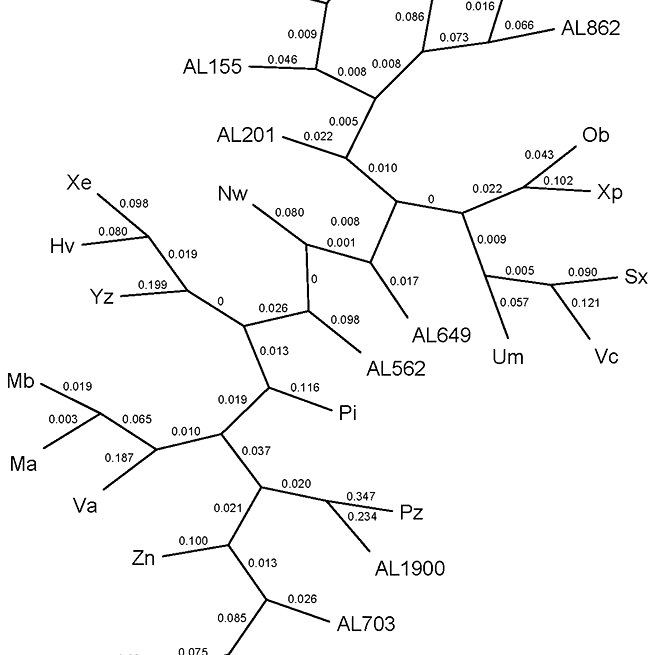 0.016
0.086
0.066
AL862
0.009
0.073
AL155
0.046
0.008
0.008
0.005
AL201
0.022
Ob
0.043
0.010
Xe
Nw
0.022
0.102
Xp
0.098
0
0.080
0.008
Hv
0.080
0.001
0.009
0.019
0.005
0.090
Sx
0.017
0
Yz
0.199
0
0.057
0.121
0.026
0.098
AL649
Um
Vc
0.013
AL562
Mb
0.019
0.116
0.019
Pi
0.003
0.065
0.010
Ma
0.187
0.037
Va
0.020
0.347
Pz
0.021
0.234
0.100
Zn
0.013
AL1900
0.026
0.085
AL703
0.075